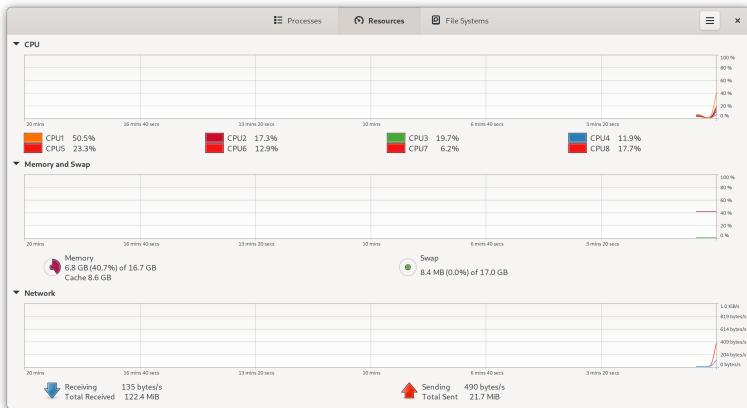 Processes Resources File Systems
CPU
100 %
80 %
60 %
40 %
20 %
0 %
20 mins 16 mins 40 secs 13 mins 20 secs 10 mins 6 mins 40 secs 3 mins 20 secs
CPU1 50.5% CPU2 17.3% CPU3 19.7% CPU4 11.9%
CPU5 23.3% CPU6 12.9% CPU7 6.2% CPU8 17.7%
Memory and Swap
100 %
80 %
60 %
40 %
20 %
0 %
20 mins 16 mins 40 secs 13 mins 20 secs 10 mins 6 mins 40 secs 3 mins 20 secs
Memory
6.8 GB (40.7%) of 16.7 GB
Cache 8.6 GB
Swap
8.4 MB (0.0%) of 17.0 GB
Network
1.0 KiB/s
819 bytes/s
614 bytes/s
409 bytes/s
204 bytes/s
0 bytes/s
20 mins 16 mins 40 secs 13 mins 20 secs 10 mins 6 mins 40 secs 3 mins 20 secs
Receiving 135 bytes/s
Total Received 122.4 MiB
Sending 490 bytes/s
Total Sent 21.7 MiB